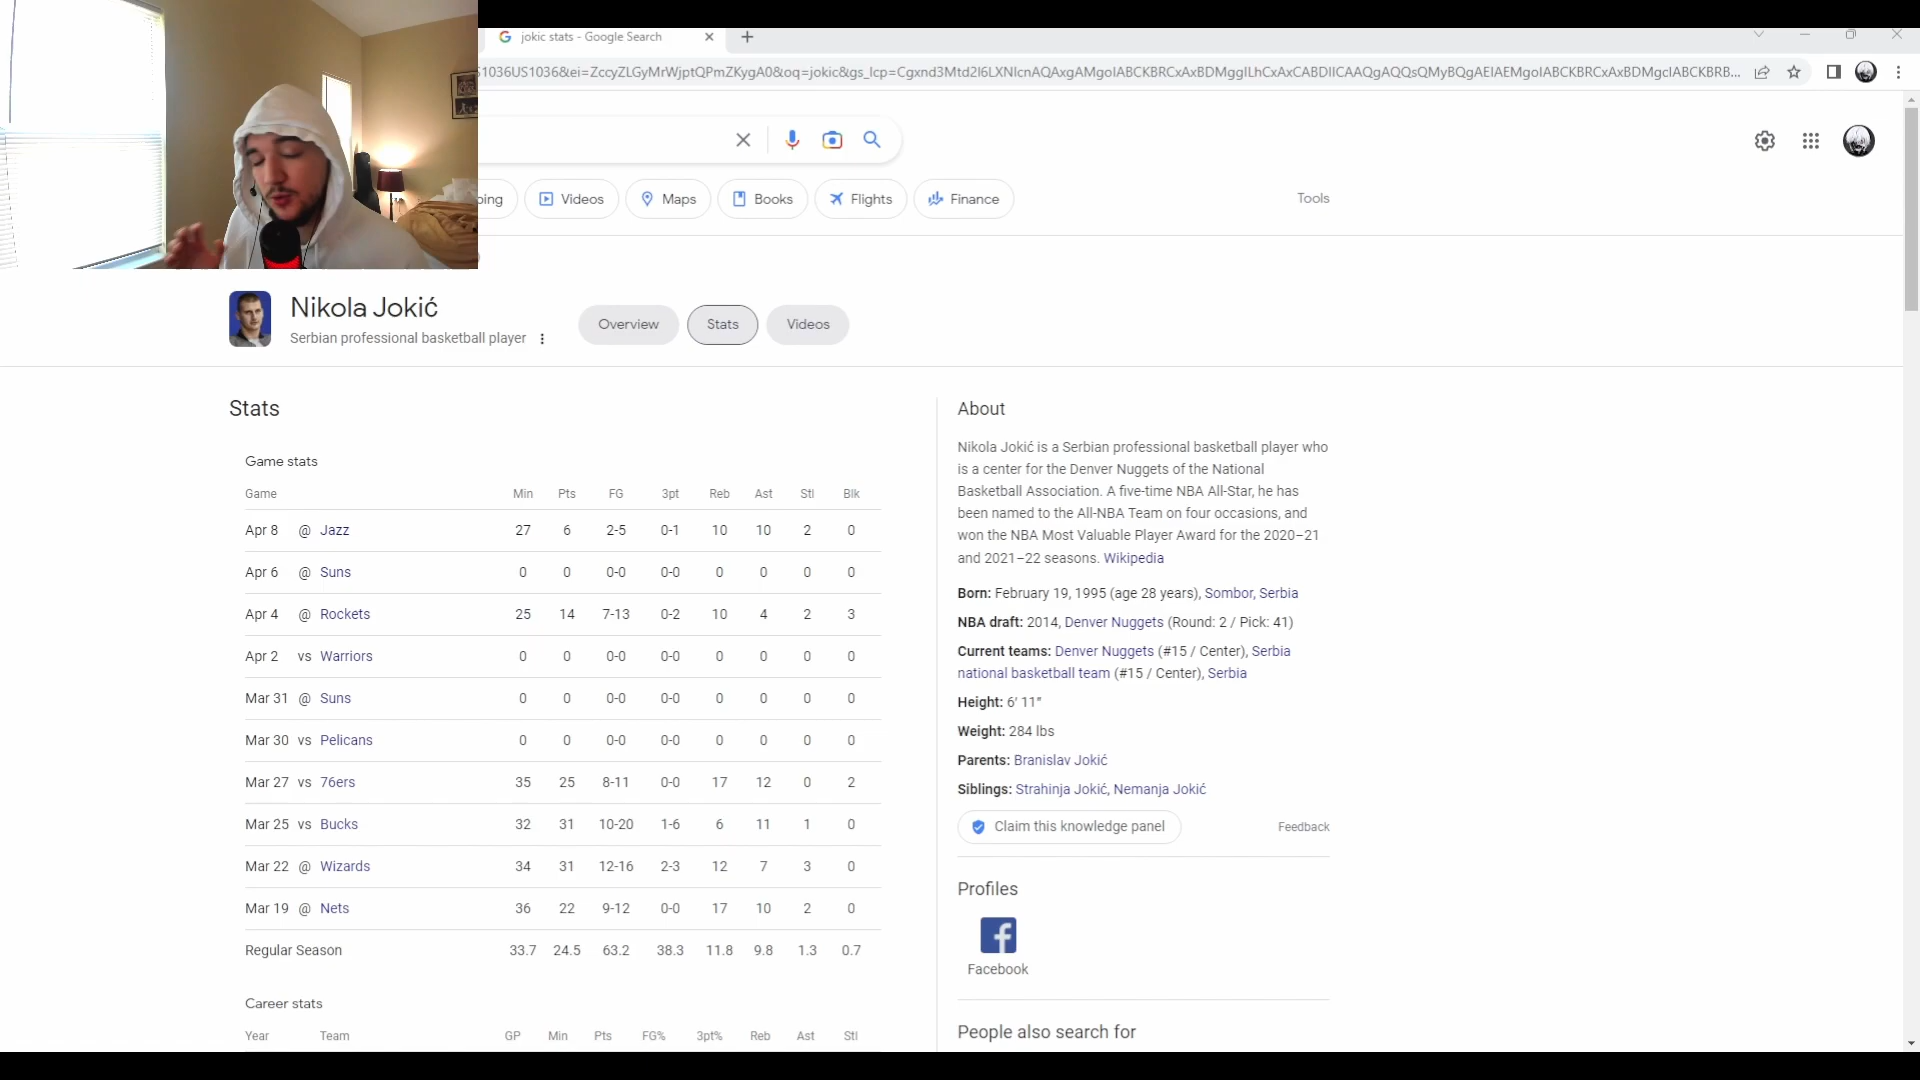 jokic stats - Google Search
S1036US1036&ei=ZccyZLGyMrWjptQPmZKygA0&oq=jokic&gs_lcp=Cgxnd3Mtd2l6LXNlcnAQAxgAMgoIABCKBRCxAxBDMggILhCxAxCABDIICAAQgAQQsQMyBQgAEIAEMgoIABCKBRCxAxBDMgcIABCKBRB...
ping Videos Maps Books Flights Finance Tools
Nikola Jokić
Serbian professional basketball player
Overview Stats Videos
Stats
Game stats
Game Min Pts FG 3pt Reb Ast Stl Blk
Apr 8 @ Jazz 27 6 2-5 0-1 10 10 2 0
Apr 6 @ Suns 0 0 0-0 0-0 0 0 0 0
Apr 4 @ Rockets 25 14 7-13 0-2 10 4 2 3
Apr 2 vs Warriors 0 0 0-0 0-0 0 0 0 0
Mar 31 @ Suns 0 0 0-0 0-0 0 0 0 0
Mar 30 vs Pelicans 0 0 0-0 0-0 0 0 0 0
Mar 27 vs 76ers 35 25 8-11 0-0 17 12 0 2
Mar 25 vs Bucks 32 31 10-20 1-6 6 11 1 0
Mar 22 @ Wizards 34 31 12-16 2-3 12 7 3 0
Mar 19 @ Nets 36 22 9-12 0-0 17 10 2 0
Regular Season 33.7 24.5 63.2 38.3 11.8 9.8 1.3 0.7
Career stats
Year Team GP Min Pts FG% 3pt% Reb Ast Stl
About
Nikola Jokić is a Serbian professional basketball player who
is a center for the Denver Nuggets of the National
Basketball Association. A five-time NBA All-Star, he has
been named to the All-NBA Team on four occasions, and
won the NBA Most Valuable Player Award for the 2020–21
and 2021–22 seasons. Wikipedia
Born: February 19, 1995 (age 28 years), Sombor, Serbia
NBA draft: 2014, Denver Nuggets (Round: 2 / Pick: 41)
Current teams: Denver Nuggets (#15 / Center), Serbia
national basketball team (#15 / Center), Serbia
Height: 6′ 11″
Weight: 284 lbs
Parents: Branislav Jokić
Siblings: Strahinja Jokić, Nemanja Jokić
Claim this knowledge panel Feedback
Profiles
Facebook
People also search for